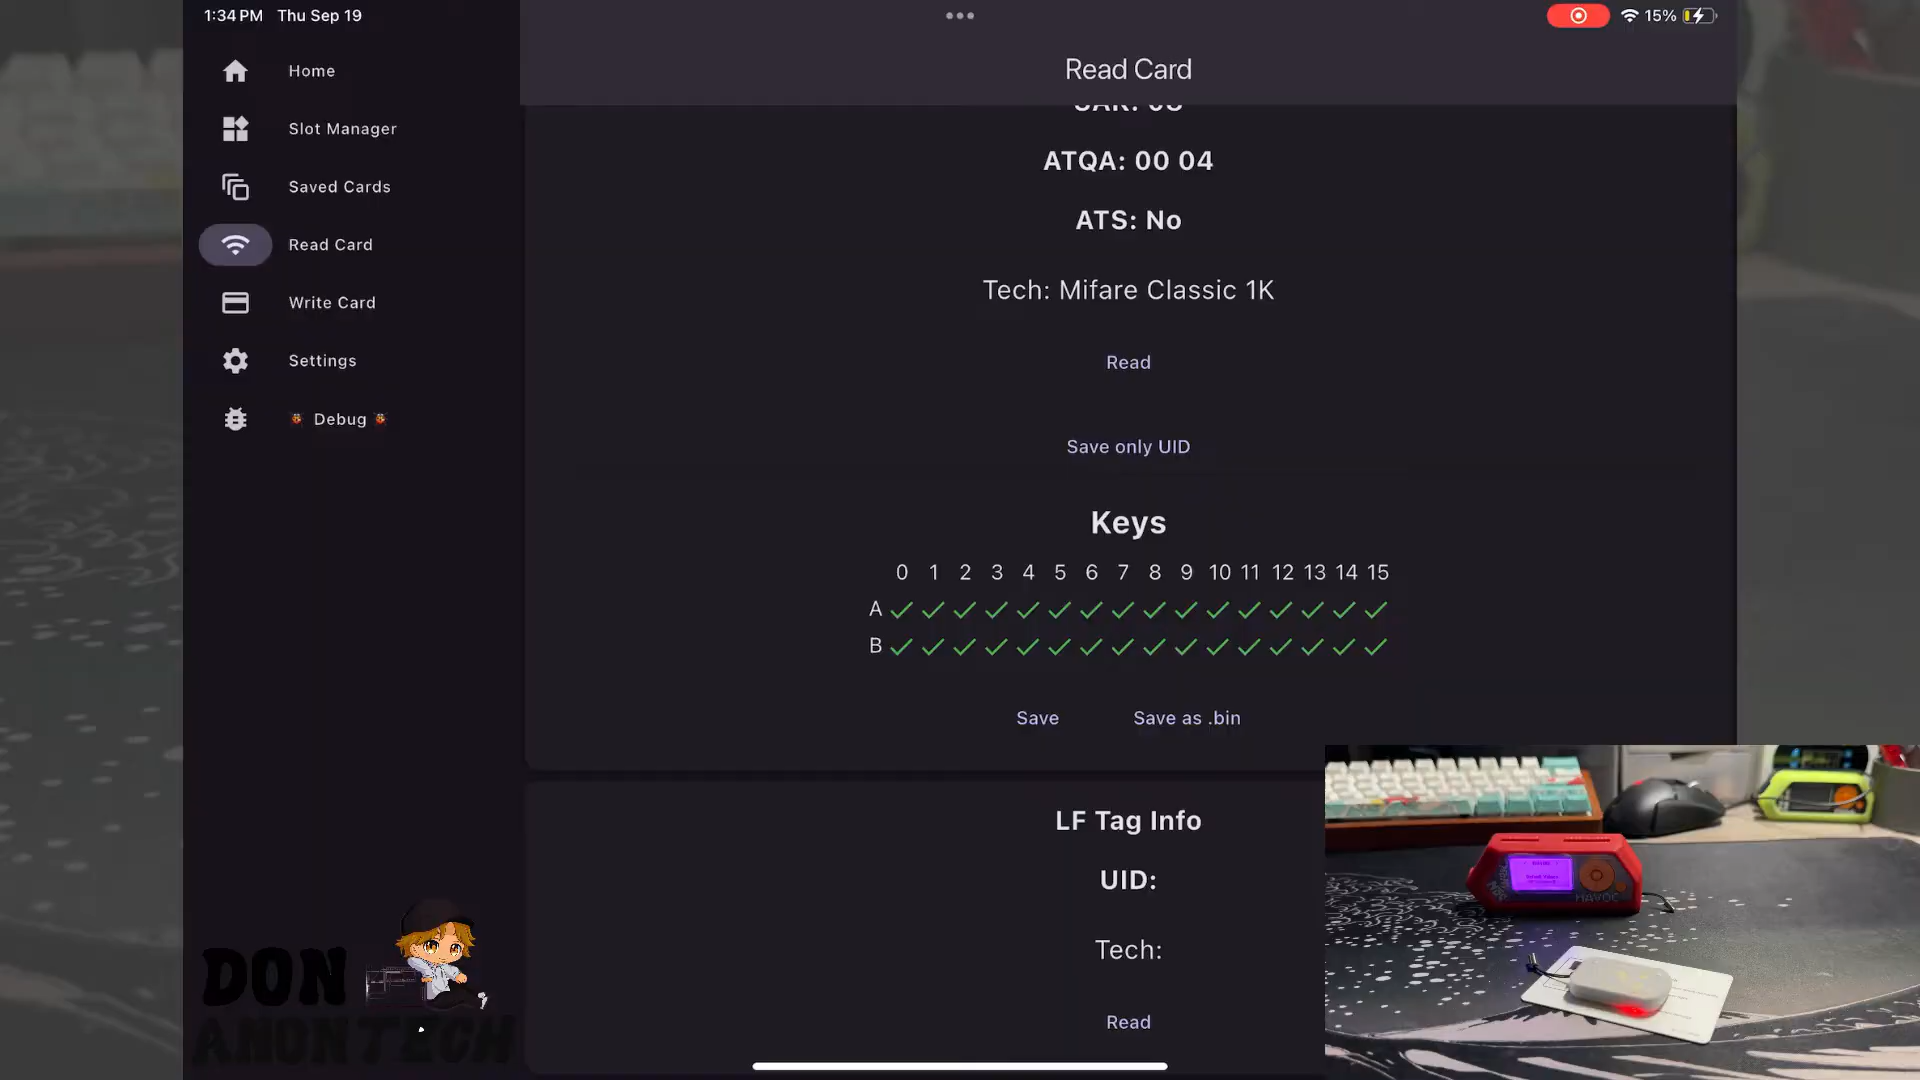 1:34 PM Thu Sep 19
15%
Home
Slot Manager
Saved Cards
Read Card
Write Card
Settings
Debug
Read Card
SAK: 08
ATQA: 00 04
ATS: No
Tech: Mifare Classic 1K
Read
Save only UID
Keys
0 1 2 3 4 5 6 7 8 9 10 11 12 13 14 15
A
B
Save Save as .bin
LF Tag Info
UID:
Tech:
Read
DON
ANONTECH